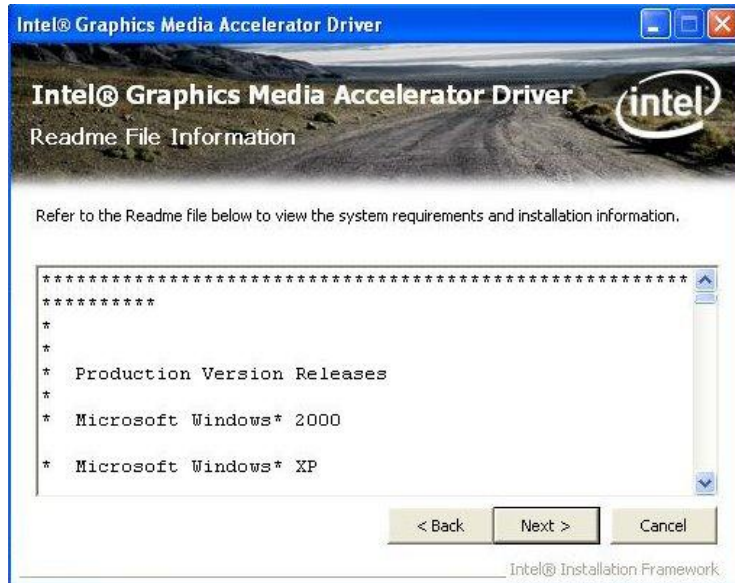 Intel® Graphics Media Accelerator Driver
Intel® Graphics Media Accelerator Driver
intel
Readme File Information
Refer to the Readme file below to view the system requirements and installation information.
********************************************************
**********
*
*
* Production Version Releases
*
* Microsoft Windows* 2000
* Microsoft Windows* XP
< Back
Next >
Cancel
Intel® Installation Framework